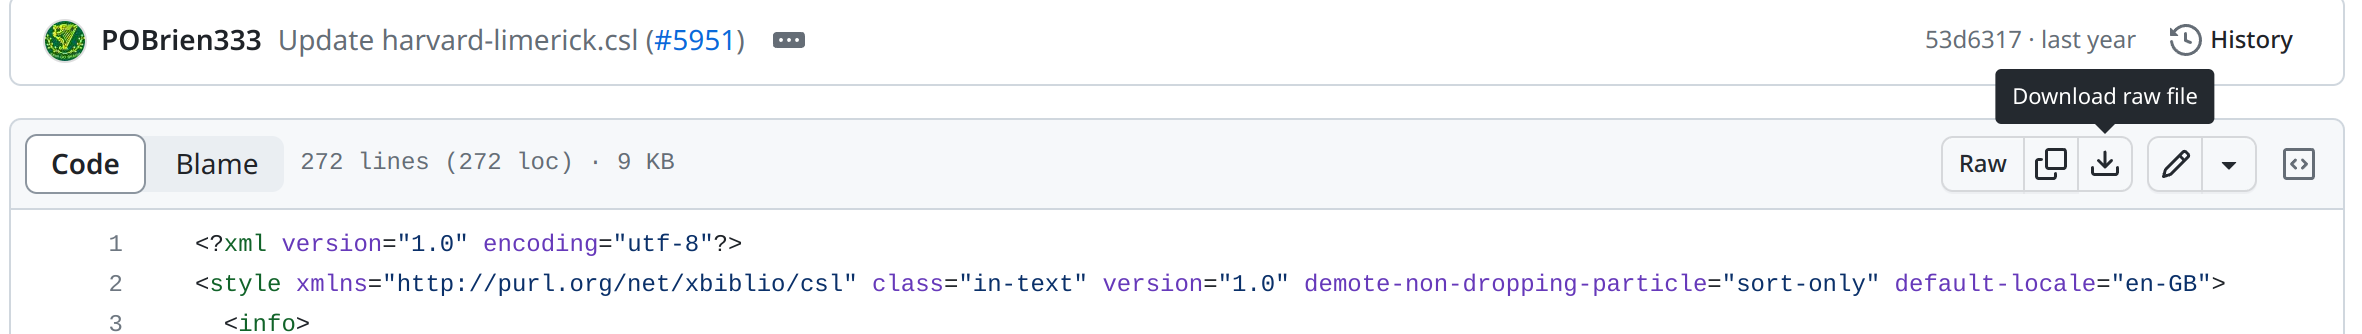 POBrien333 Update harvard-limerick.csl (#5951) 53d6317 · last year History
Download raw file
Code Blame 272 lines (272 loc) · 9 KB Raw
1 <?xml version="1.0" encoding="utf-8"?>
2 <style xmlns="http://purl.org/net/xbiblio/csl" class="in-text" version="1.0" demote-non-dropping-particle="sort-only" default-locale="en-GB">
3 <info>